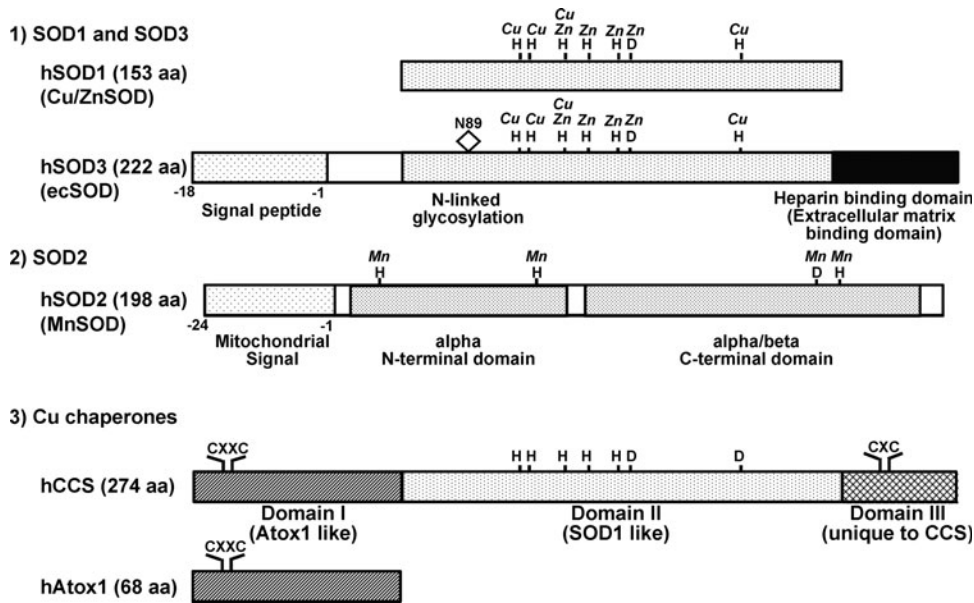 1) SOD1 and SOD3
Cu
Cu Cu Zn Zn Zn Zn Cu
H H H H H D H
hSOD1 (153 aa)
(Cu/ZnSOD)
Cu
N89 Cu Cu Zn Zn Zn Zn Cu
H H H H H D H
hSOD3 (222 aa)
(ecSOD)
-18 -1
Signal peptide
N-linked
glycosylation
Heparin binding domain
(Extracellular matrix
binding domain)
2) SOD2
Mn Mn Mn Mn
H H D H
hSOD2 (198 aa)
(MnSOD)
-24 -1
Mitochondrial
Signal
alpha
N-terminal domain
alpha/beta
C-terminal domain
3) Cu chaperones
CXXC H H H H H D D CXC
hCCS (274 aa)
Domain I
(Atox1 like)
Domain II
(SOD1 like)
Domain III
(unique to CCS)
CXXC
hAtox1 (68 aa)